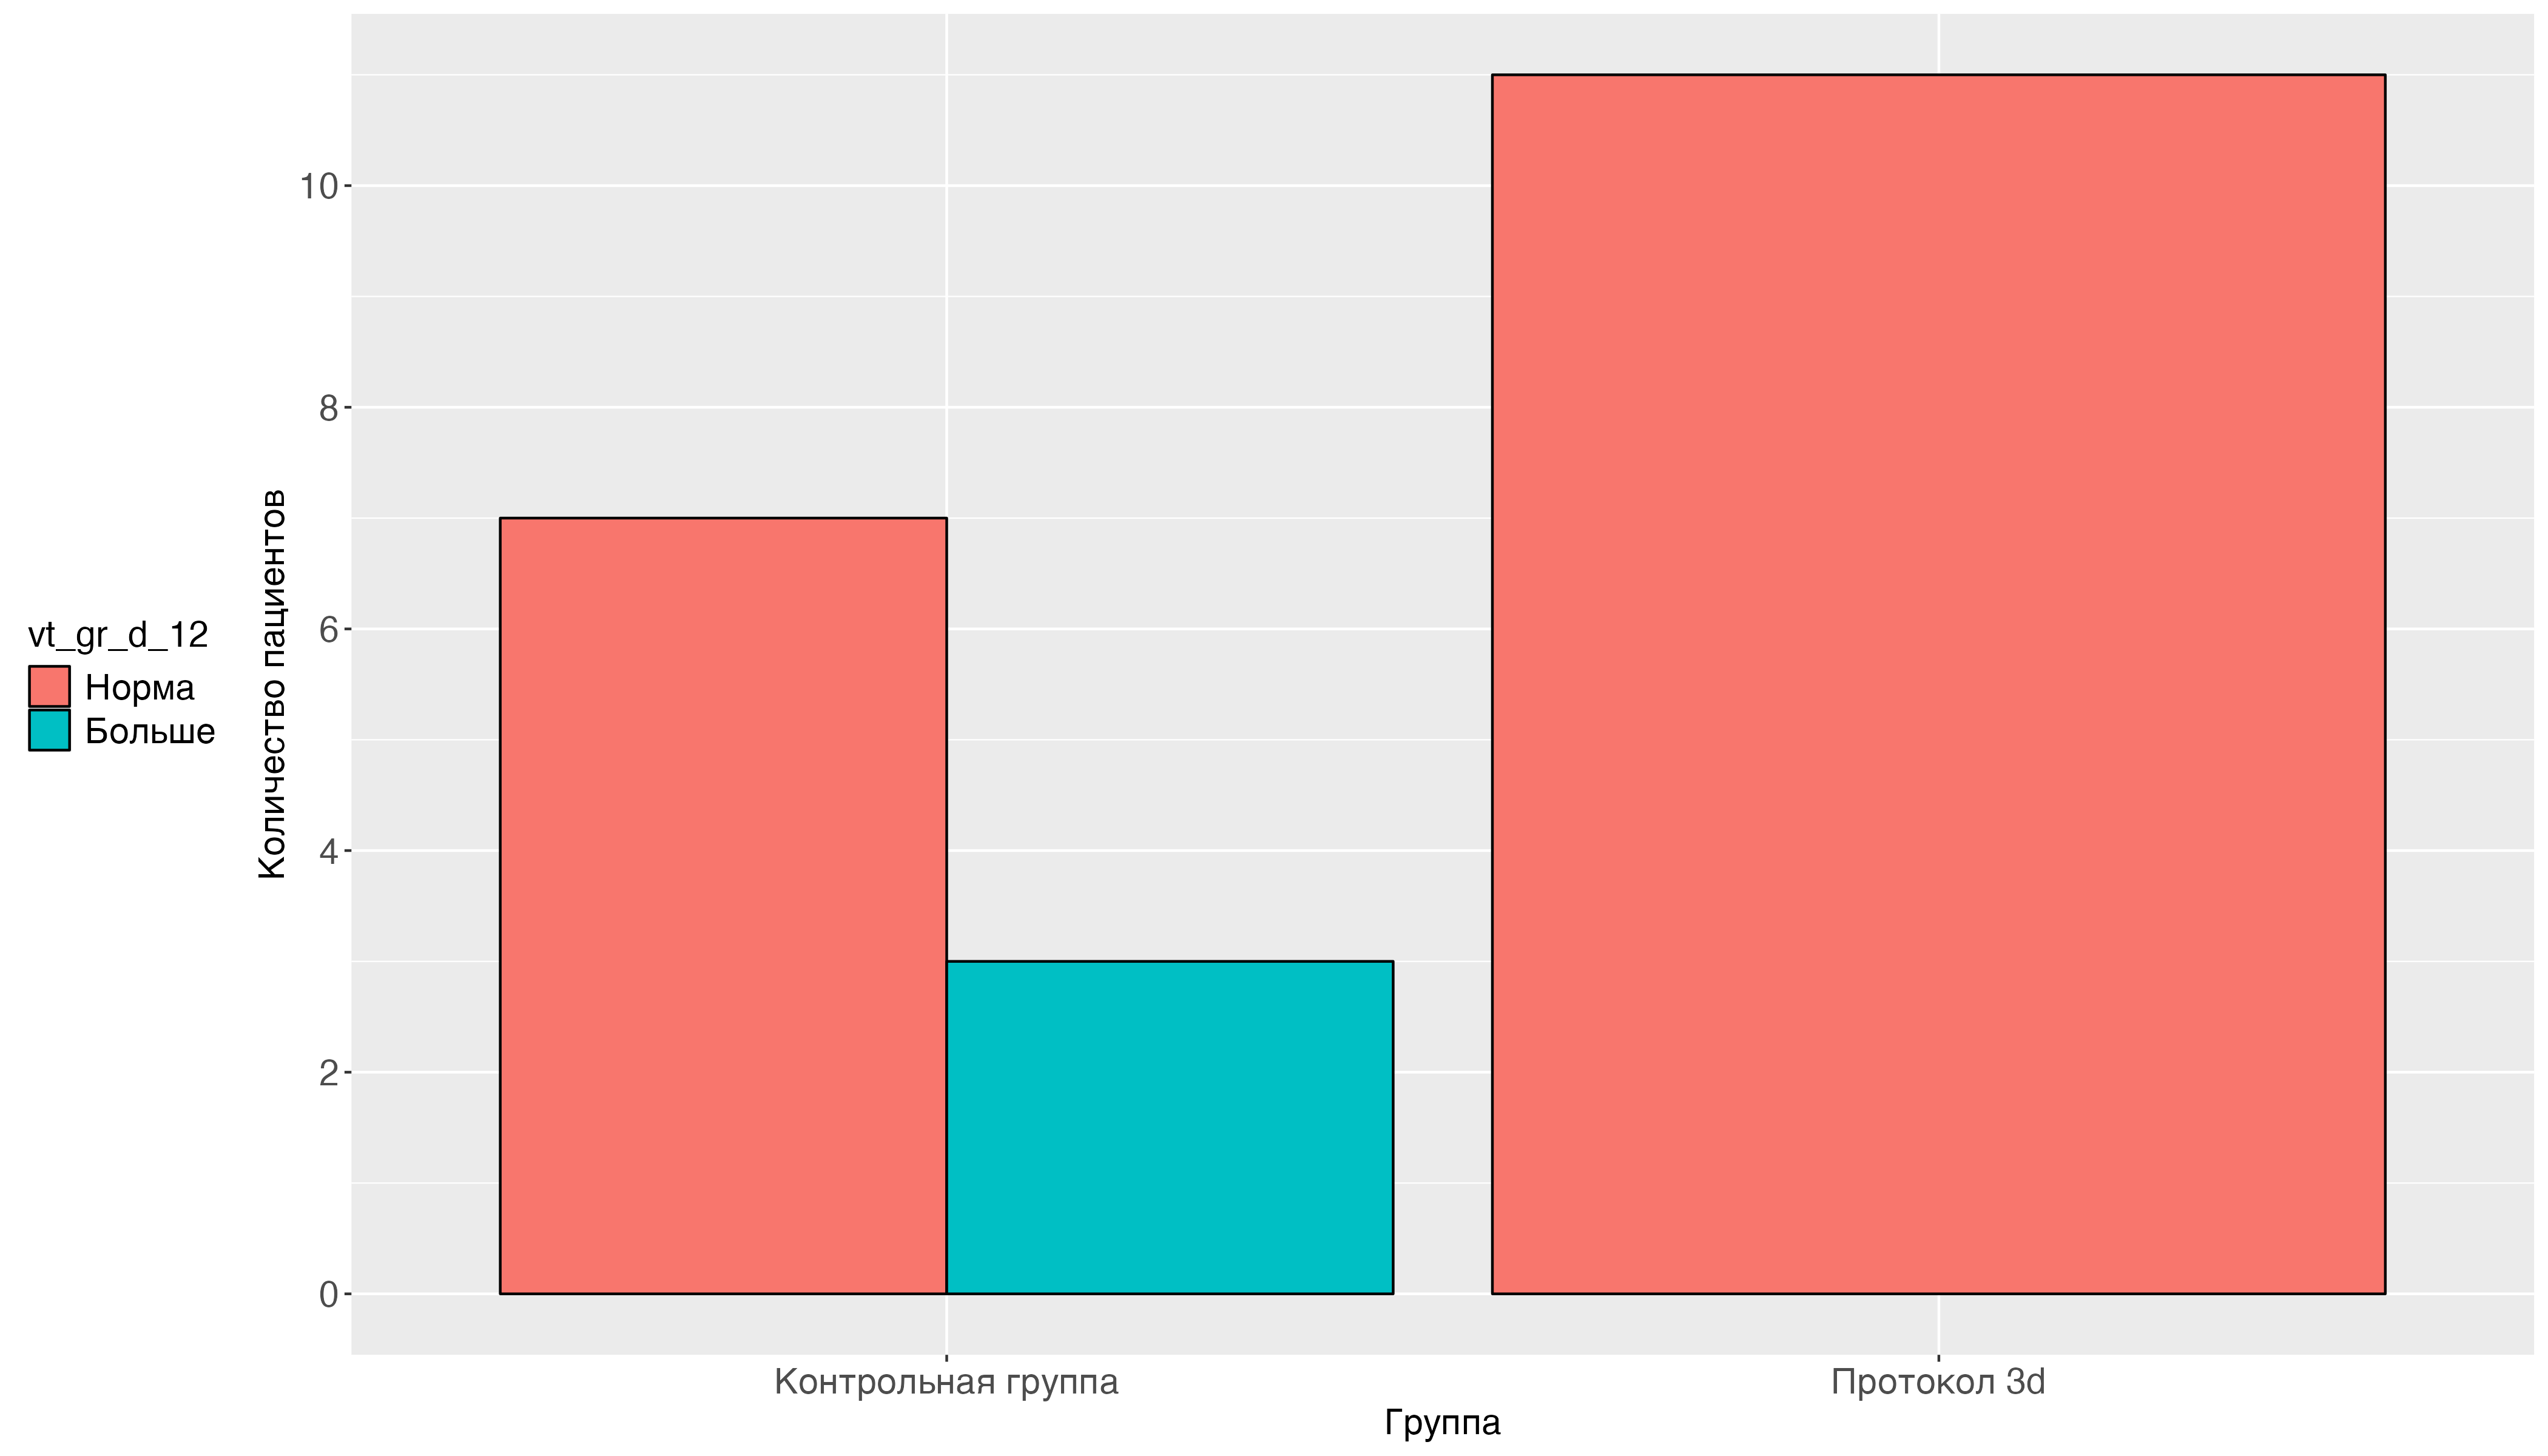 vt_gr_d_12
Норма
Больше
Количество пациентов
10
8
6
4
2
0
Контрольная группа
Протокол 3d
Группа